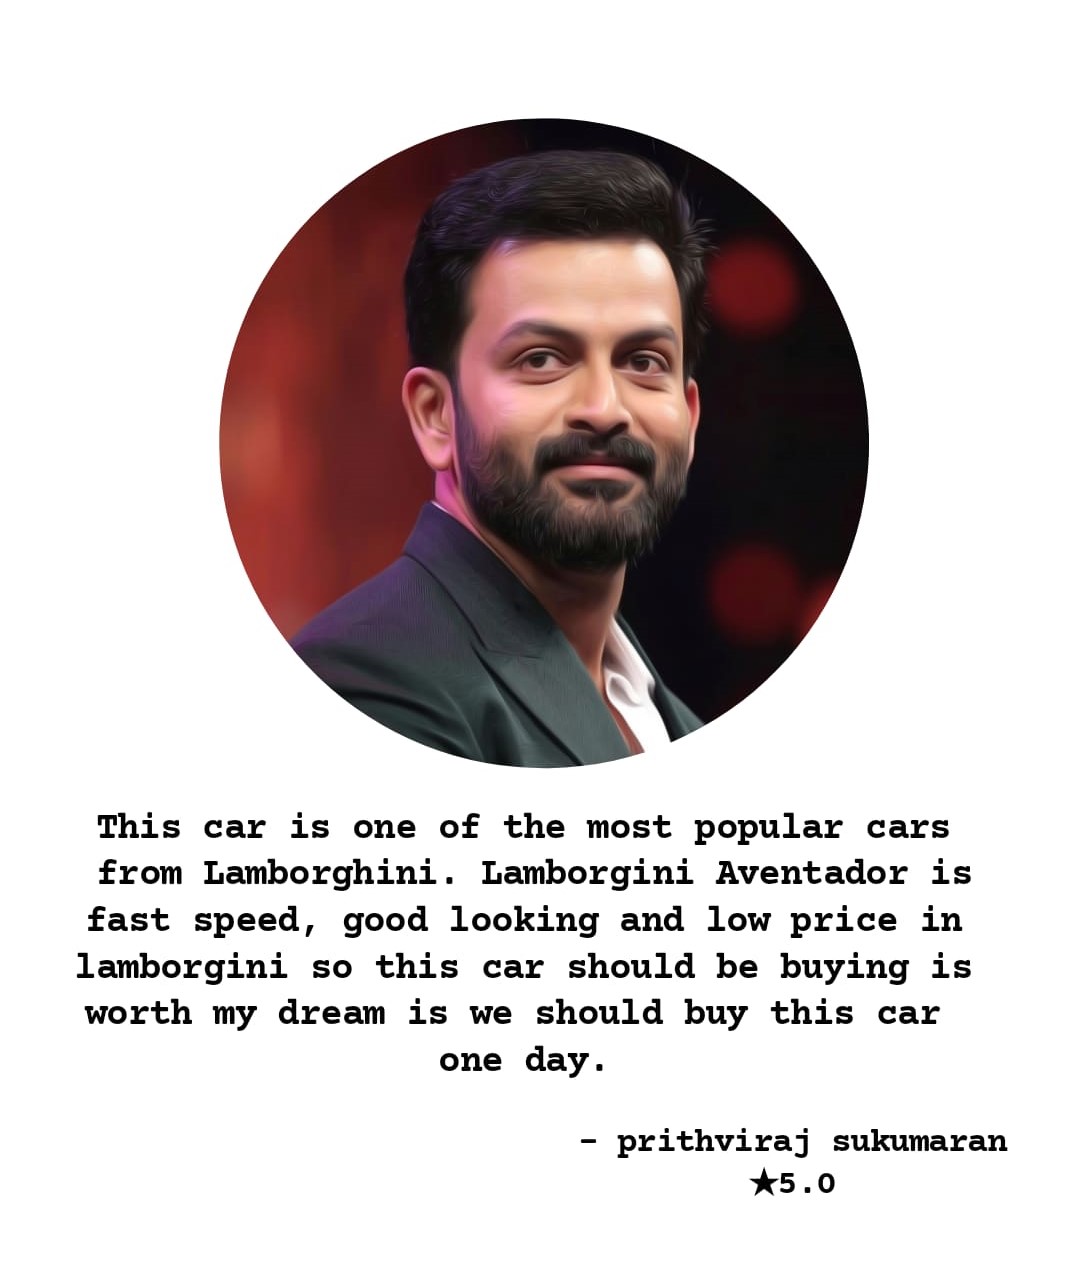 This car is one of the most popular cars
from Lamborghini. Lamborgini Aventador is
fast speed, good looking and low price in
lamborgini so this car should be buying is
worth my dream is we should buy this car
one day.
- prithviraj sukumaran
★5.0